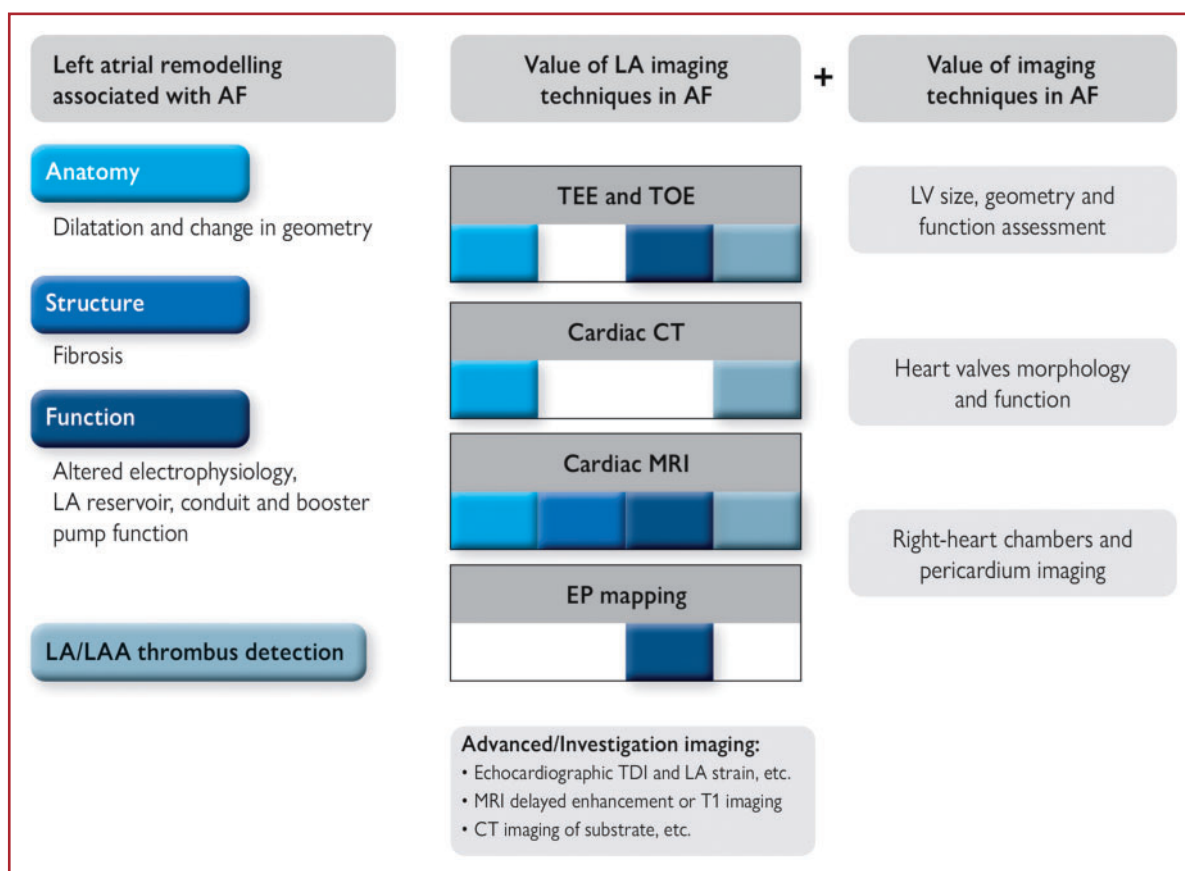 Left atrial remodelling
associated with AF
Anatomy
Dilatation and change in geometry
Structure
Fibrosis
Function
Altered electrophysiology,
LA reservoir, conduit and booster
pump function
LA/LAA thrombus detection
Value of LA imaging
techniques in AF
TEE and TOE
Cardiac CT
Cardiac MRI
EP mapping
Advanced/Investigation imaging:
• Echocardiographic TDI and LA strain, etc.
• MRI delayed enhancement or T1 imaging
• CT imaging of substrate, etc.
+
Value of imaging
techniques in AF
LV size, geometry and
function assessment
Heart valves morphology
and function
Right-heart chambers and
pericardium imaging